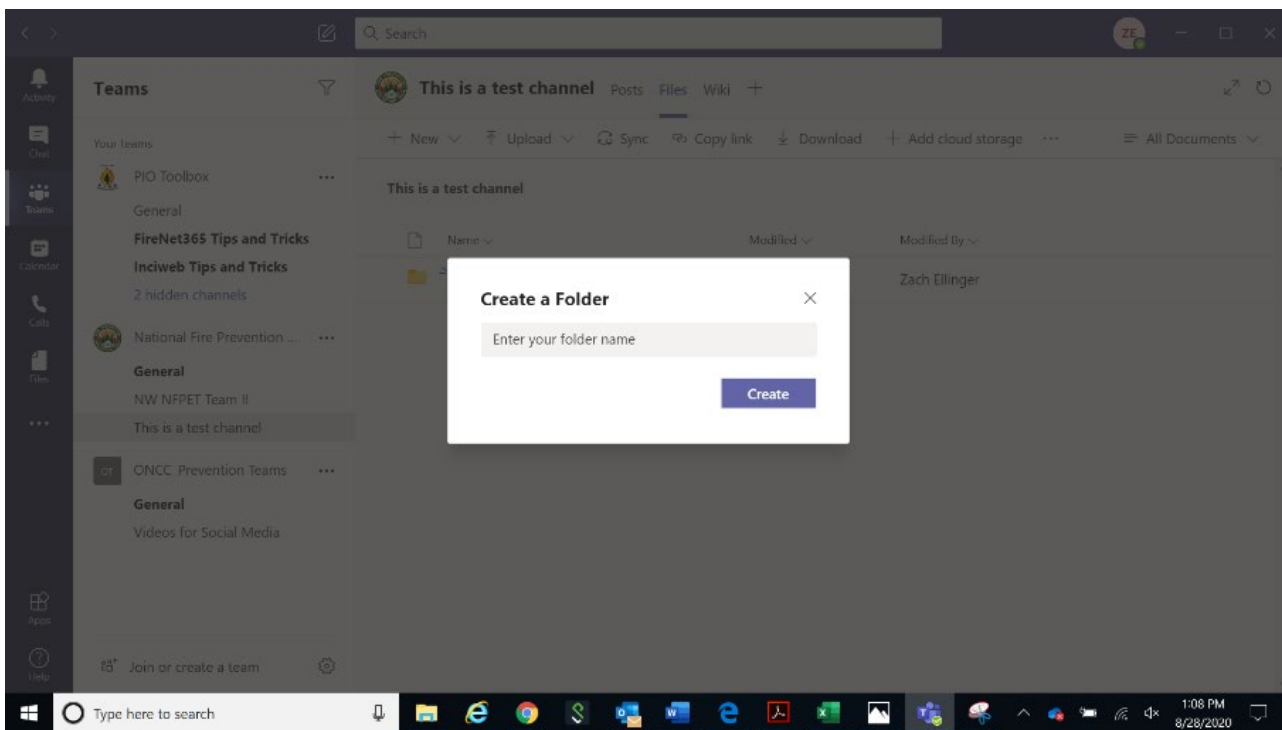 Search
ZE
Activity
Chat
Teams
Calendar
Calls
Files
Apps
Help
Teams
Your teams
PIO Toolbox
General
FireNet365 Tips and Tricks
Inciweb Tips and Tricks
2 hidden channels
National Fire Prevention ...
General
NW NFPET Team II
This is a test channel
OT
ONCC Prevention Teams
General
Videos for Social Media
Join or create a team
This is a test channel Posts Files Wiki
New Upload Sync Copy link Download Add cloud storage ... All Documents
This is a test channel
Name Modified Modified By
Zach Ellinger
Create a Folder
Enter your folder name
Create
Type here to search
1:08 PM
8/28/2020